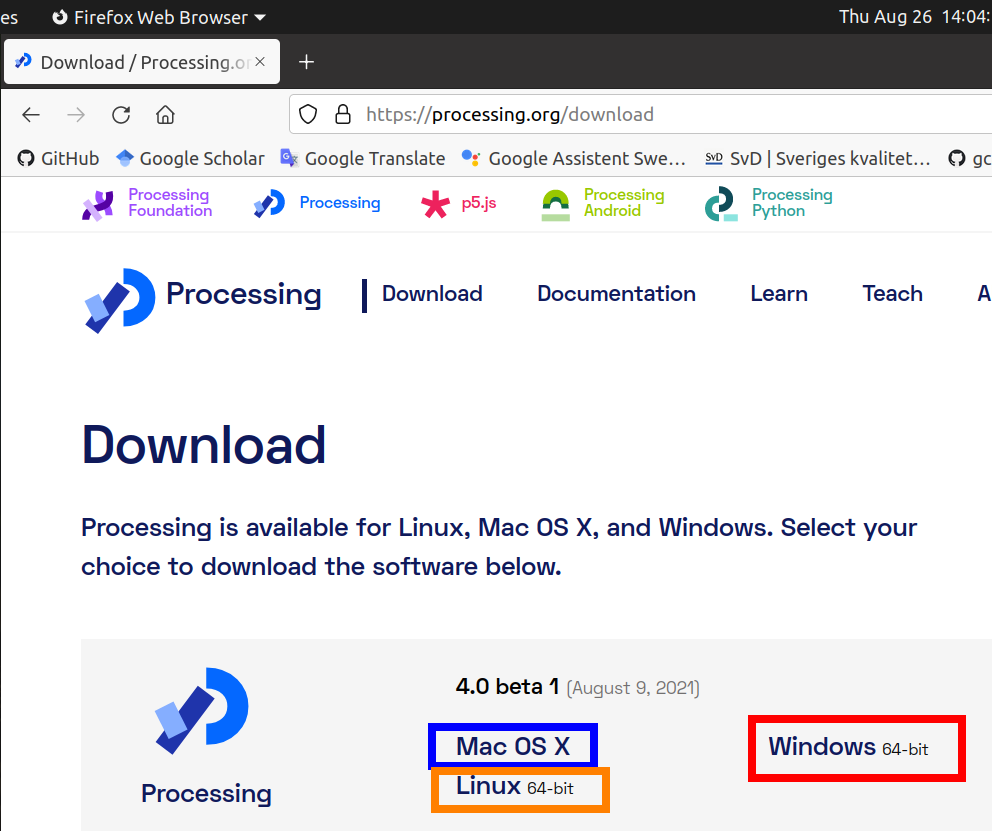 es Firefox Web Browser Thu Aug 26 14:04:
Download / Processing.or
https://processing.org/download
GitHub Google Scholar Google Translate Google Assistent Swe... SvD SvD | Sveriges kvalitet... gc
Processing Foundation
Processing
p5.js
Processing Android
Processing Python
Processing Download Documentation Learn Teach A
Download
Processing is available for Linux, Mac OS X, and Windows. Select your
choice to download the software below.
Processing
4.0 beta 1 (August 9, 2021)
Mac OS X
Linux 64-bit
Windows 64-bit